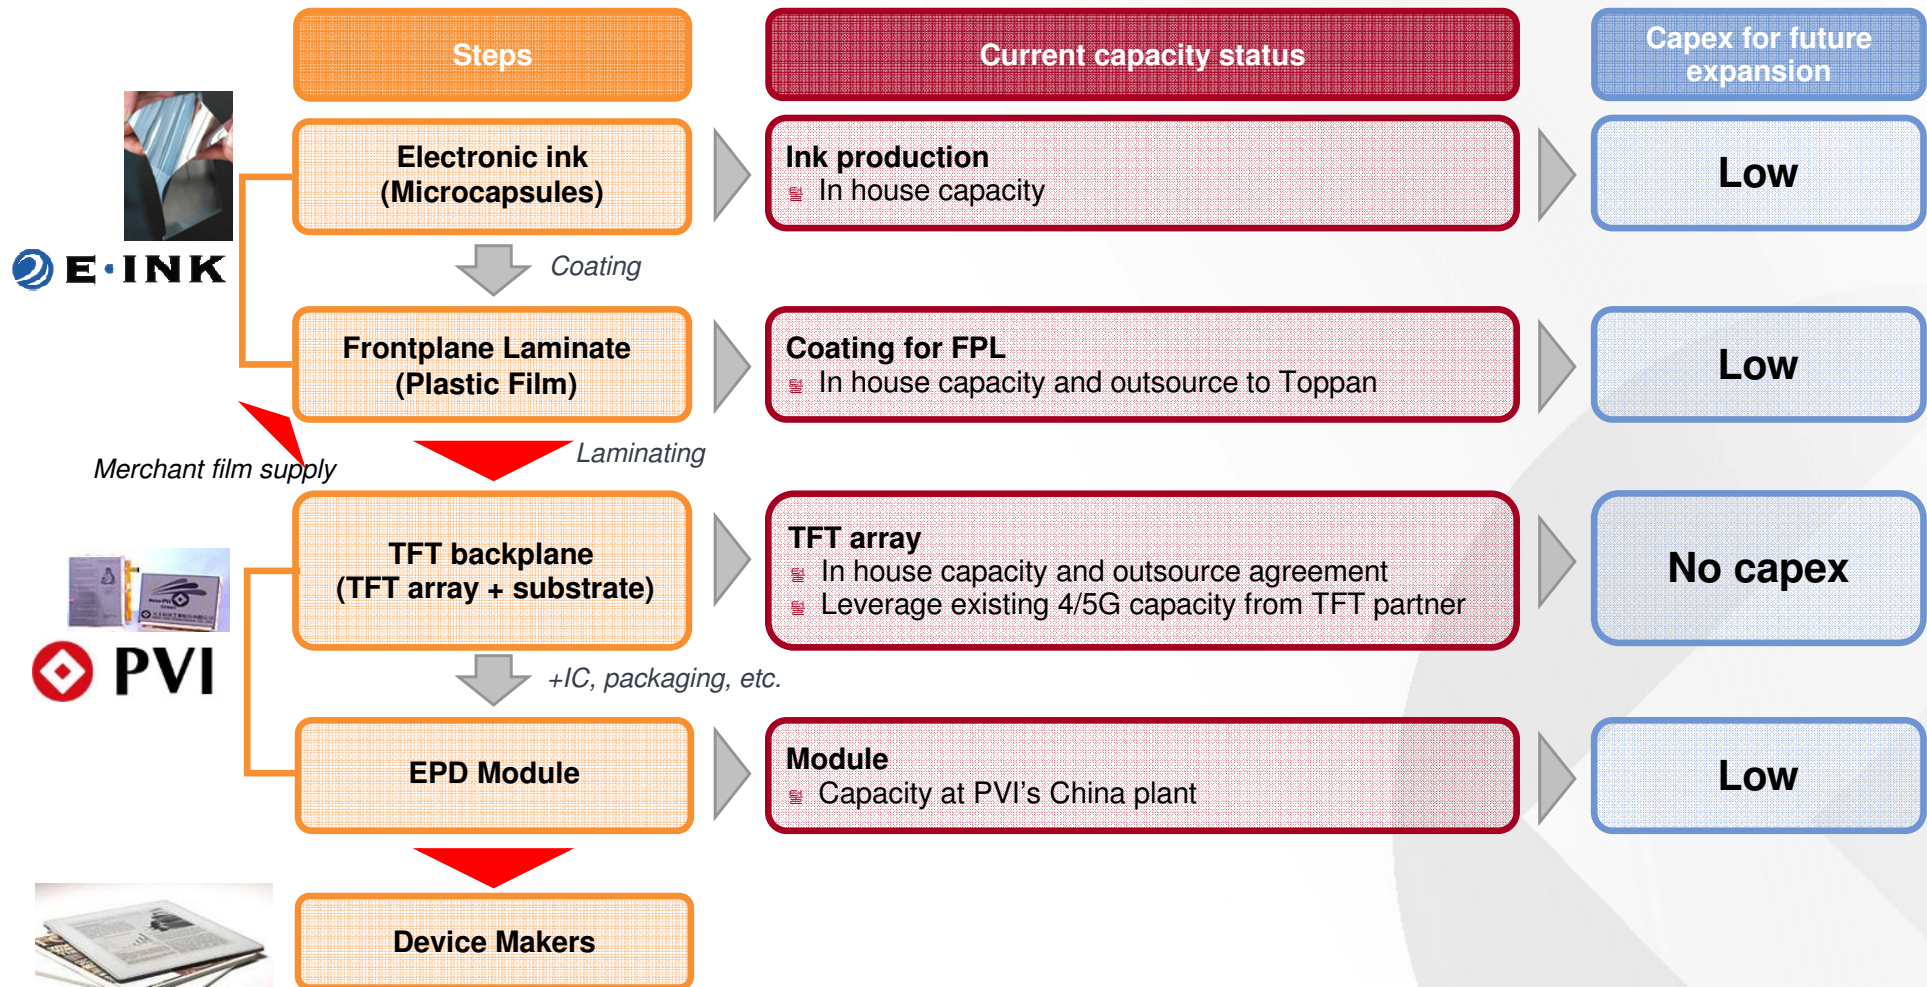 Steps
Current capacity status
Capex for future
expansion
Electronic ink
(Microcapsules)
Ink production
In house capacity
Low
E·INK
Coating
Frontplane Laminate
(Plastic Film)
Coating for FPL
In house capacity and outsource to Toppan
Low
Merchant film supply
Laminating
TFT backplane
(TFT array + substrate)
TFT array
In house capacity and outsource agreement
Leverage existing 4/5G capacity from TFT partner
No capex
PVI
+IC, packaging, etc.
EPD Module
Module
Capacity at PVI's China plant
Low
Device Makers